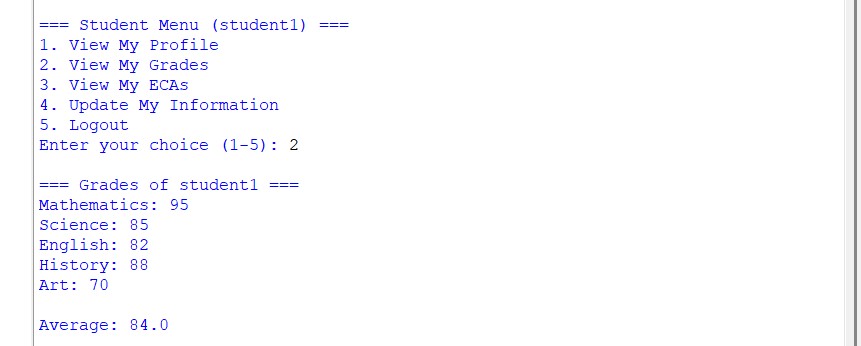 === Student Menu (student1) ===
1. View My Profile
2. View My Grades
3. View My ECAs
4. Update My Information
5. Logout
Enter your choice (1-5): 2
=== Grades of student1 ===
Mathematics: 95
Science: 85
English: 82
History: 88
Art: 70
Average: 84.0